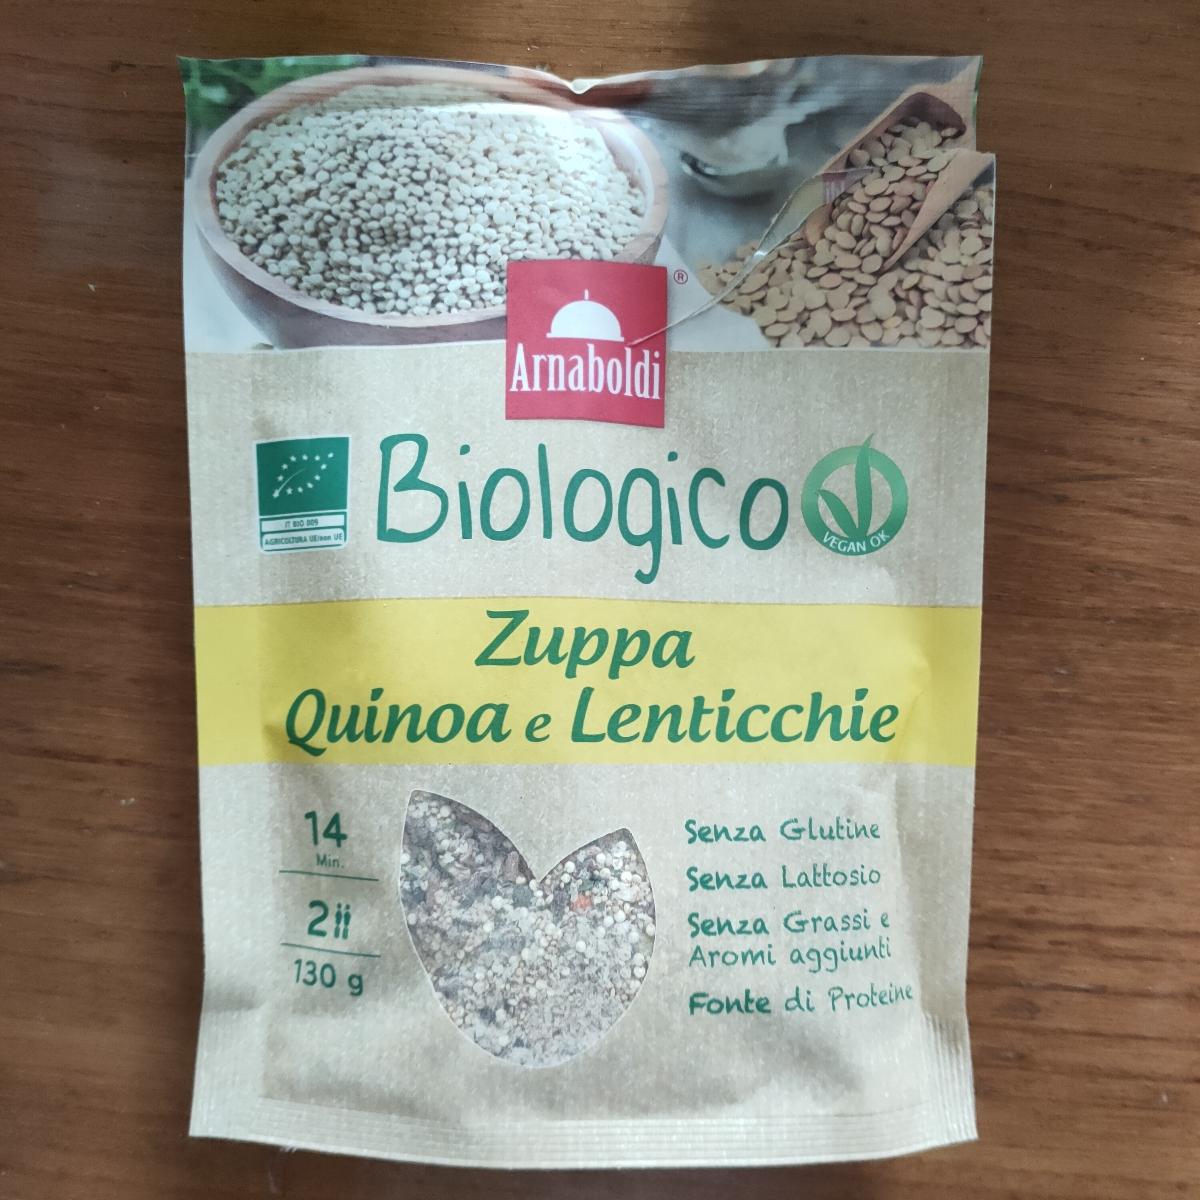 Arnaboldi
®
Biologico
IT BIO 009
AGRICOLTURA UE/non UE
VEGAN OK
Zuppa
Quinoa e Lenticchie
14
Min.
2
130 g
Senza Glutine
Senza Lattosio
Senza Grassi e
Aromi aggiunti
Fonte di Proteine